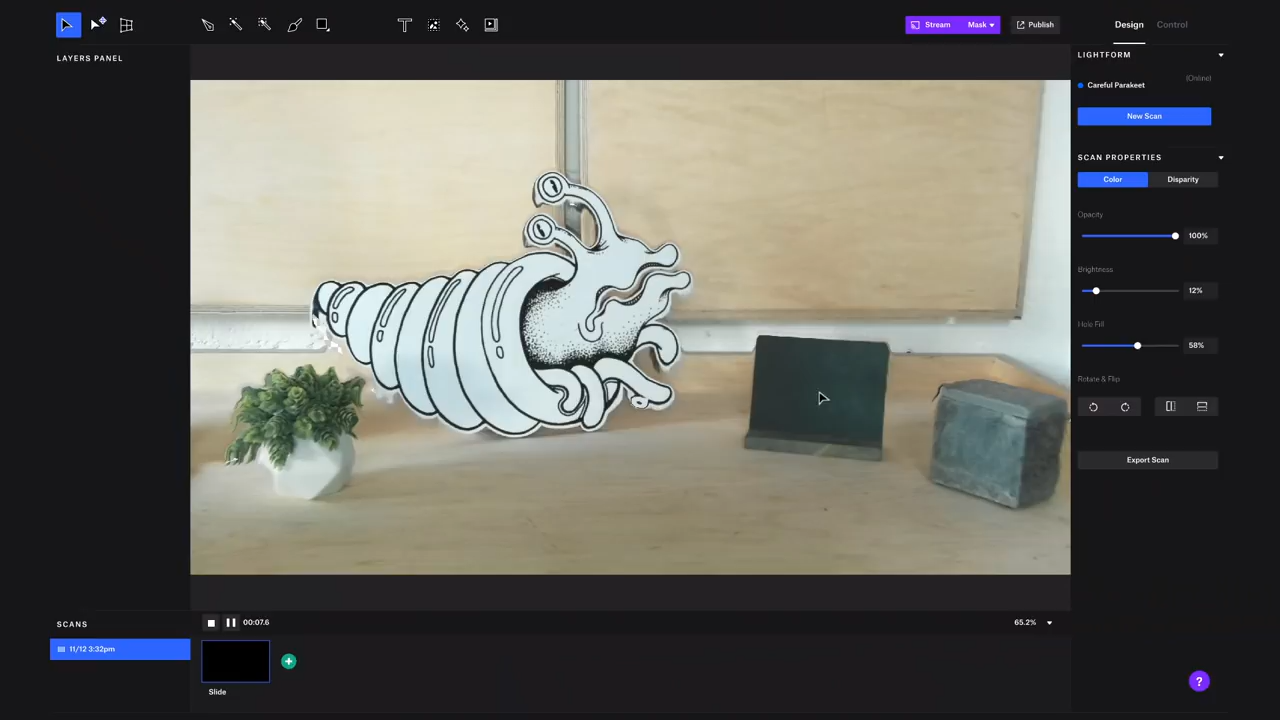 Stream
Mask
Publish
Design
Control
LAYERS PANEL
LIGHTFORM
(Online)
Careful Parakeet
New Scan
SCAN PROPERTIES
Color
Disparity
Opacity
100%
Brightness
12%
Hole Fill
58%
Rotate & Flip
Export Scan
SCANS
00:07.6
65.2%
11/12 3:32pm
Slide
?